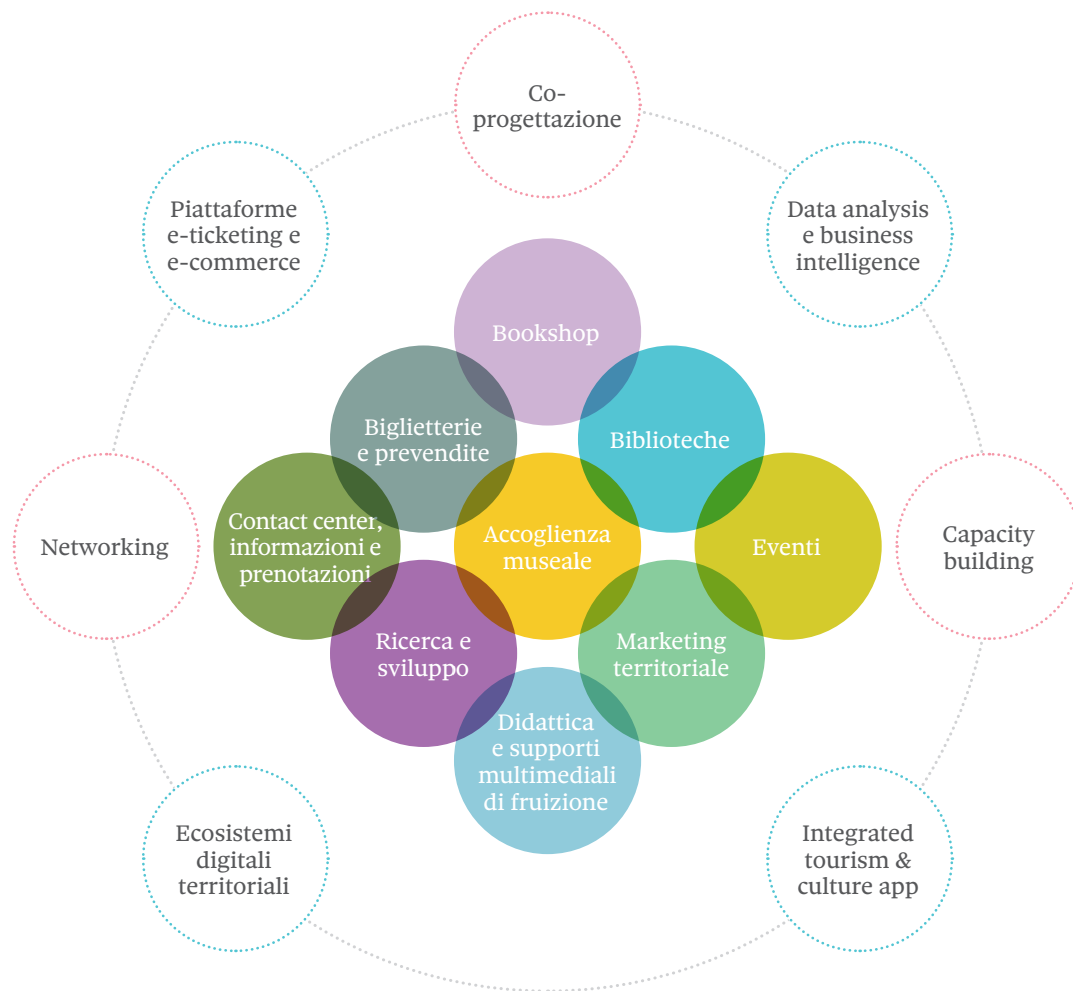 Co-
progettazione
Piattaforme
e-ticketing e
e-commerce
Data analysis
e business
intelligence
Bookshop
Biglietterie
e prevendite
Biblioteche
Networking
Contact center,
informazioni e
prenotazioni
Accoglienza
museale
Eventi
Capacity
building
Ricerca e
sviluppo
Marketing
territoriale
Didattica
e supporti
multimediali
di fruizione
Ecosistemi
digitali
territoriali
Integrated
tourism &
culture app